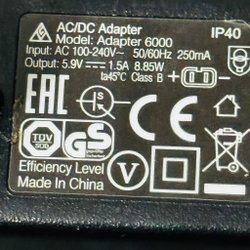 AC/DC Adapter IP40
Model: Adapter 6000
Input: AC 100-240V~ 50/60Hz 250mA
Output: 5.9V⎓1.5A 8.85W
ta45°C Class B
EAC S CE
TÜV SÜD GS
Efficiency Level V
Made In China